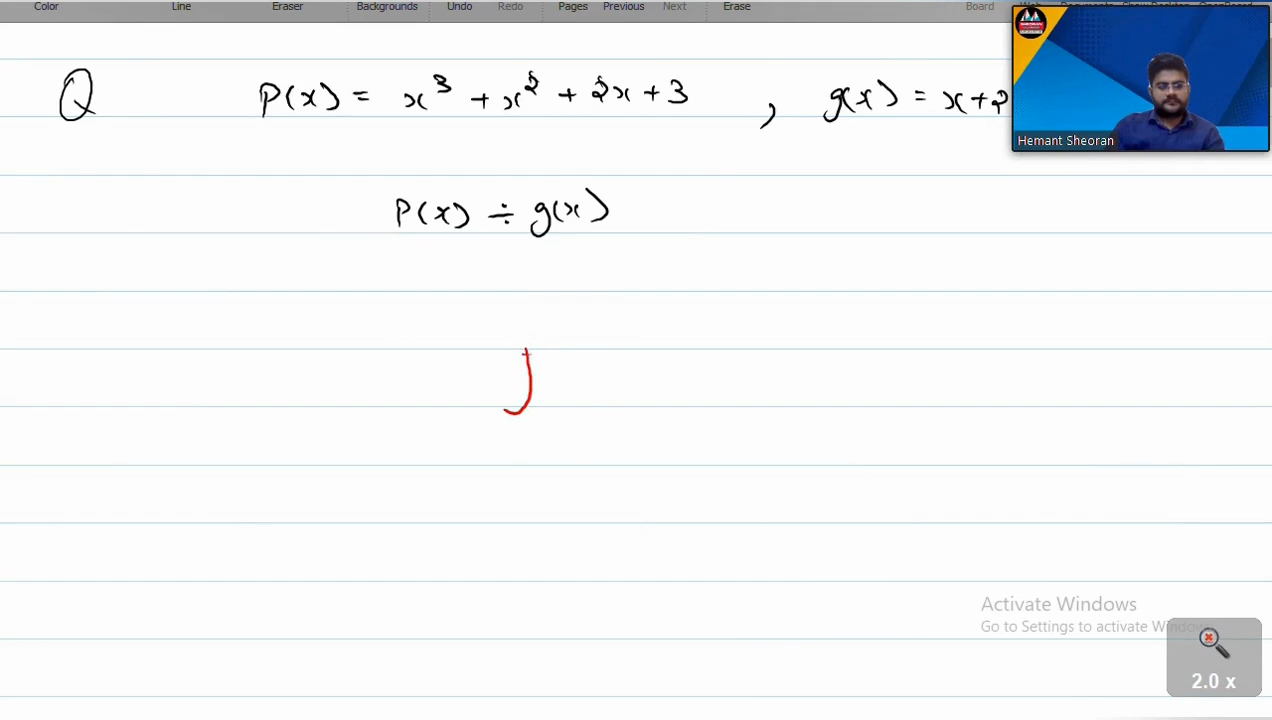 Color Line Eraser Backgrounds Undo Redo Pages Previous Next Erase Board
Q P(x) = x³ + x² + 2x + 3 , g(x) = x+2
Hemant Sheoran
P(x) ÷ g(x)
Activate Windows
Go to Settings to activate Windows.
2.0 x